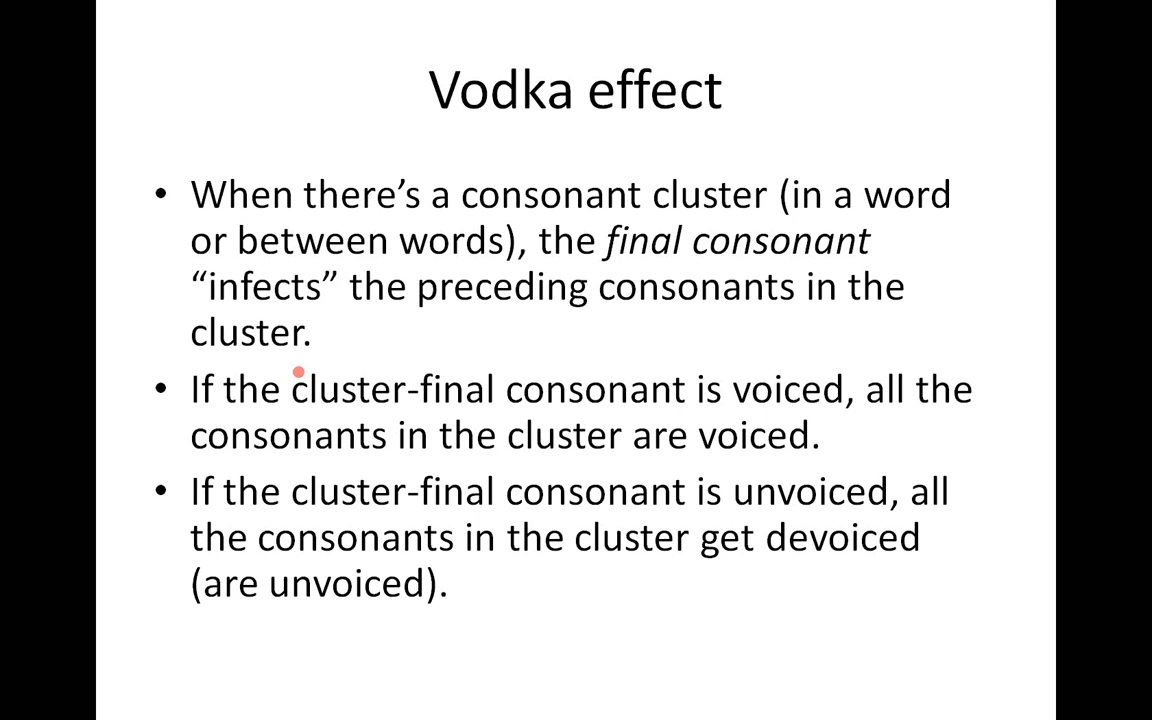 Vodka effect
• When there’s a consonant cluster (in a word
or between words), the final consonant
“infects” the preceding consonants in the
cluster.
• If the cluster-final consonant is voiced, all the
consonants in the cluster are voiced.
• If the cluster-final consonant is unvoiced, all
the consonants in the cluster get devoiced
(are unvoiced).